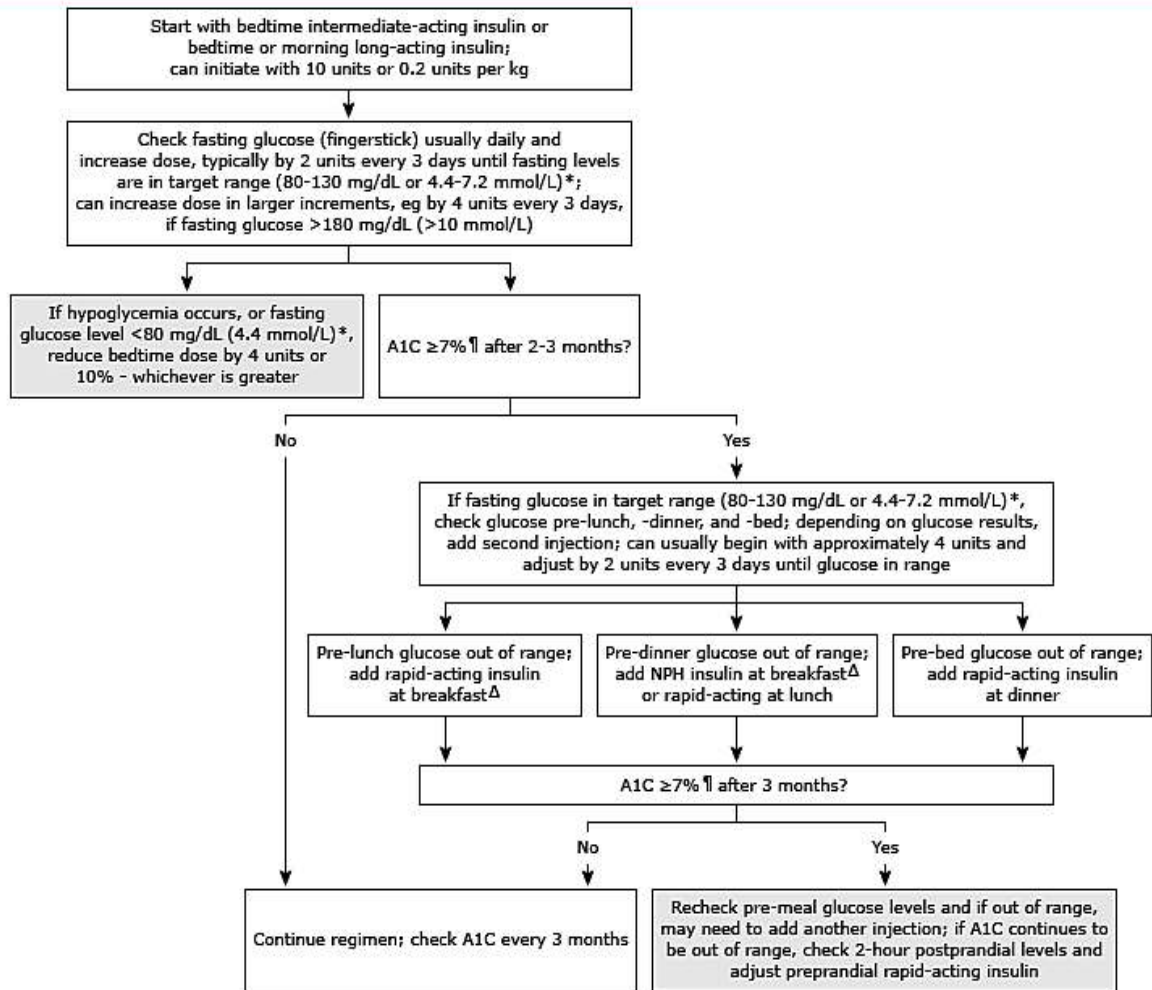 Start with bedtime intermediate-acting insulin or
bedtime or morning long-acting insulin;
can initiate with 10 units or 0.2 units per kg
Check fasting glucose (fingerstick) usually daily and
increase dose, typically by 2 units every 3 days until fasting levels
are in target range (80-130 mg/dL or 4.4-7.2 mmol/L)*;
can increase dose in larger increments, eg by 4 units every 3 days,
if fasting glucose >180 mg/dL (>10 mmol/L)
If hypoglycemia occurs, or fasting
glucose level <80 mg/dL (4.4 mmol/L)*,
reduce bedtime dose by 4 units or
10% - whichever is greater
A1C ≥7%¶ after 2-3 months?
No
Yes
If fasting glucose in target range (80-130 mg/dL or 4.4-7.2 mmol/L)*,
check glucose pre-lunch, -dinner, and -bed; depending on glucose results,
add second injection; can usually begin with approximately 4 units and
adjust by 2 units every 3 days until glucose in range
Pre-lunch glucose out of range;
add rapid-acting insulin
at breakfastΔ
Pre-dinner glucose out of range;
add NPH insulin at breakfastΔ
or rapid-acting at lunch
Pre-bed glucose out of range;
add rapid-acting insulin
at dinner
A1C ≥7%¶ after 3 months?
No
Yes
Continue regimen; check A1C every 3 months
Recheck pre-meal glucose levels and if out of range,
may need to add another injection; if A1C continues to
be out of range, check 2-hour postprandial levels and
adjust preprandial rapid-acting insulin